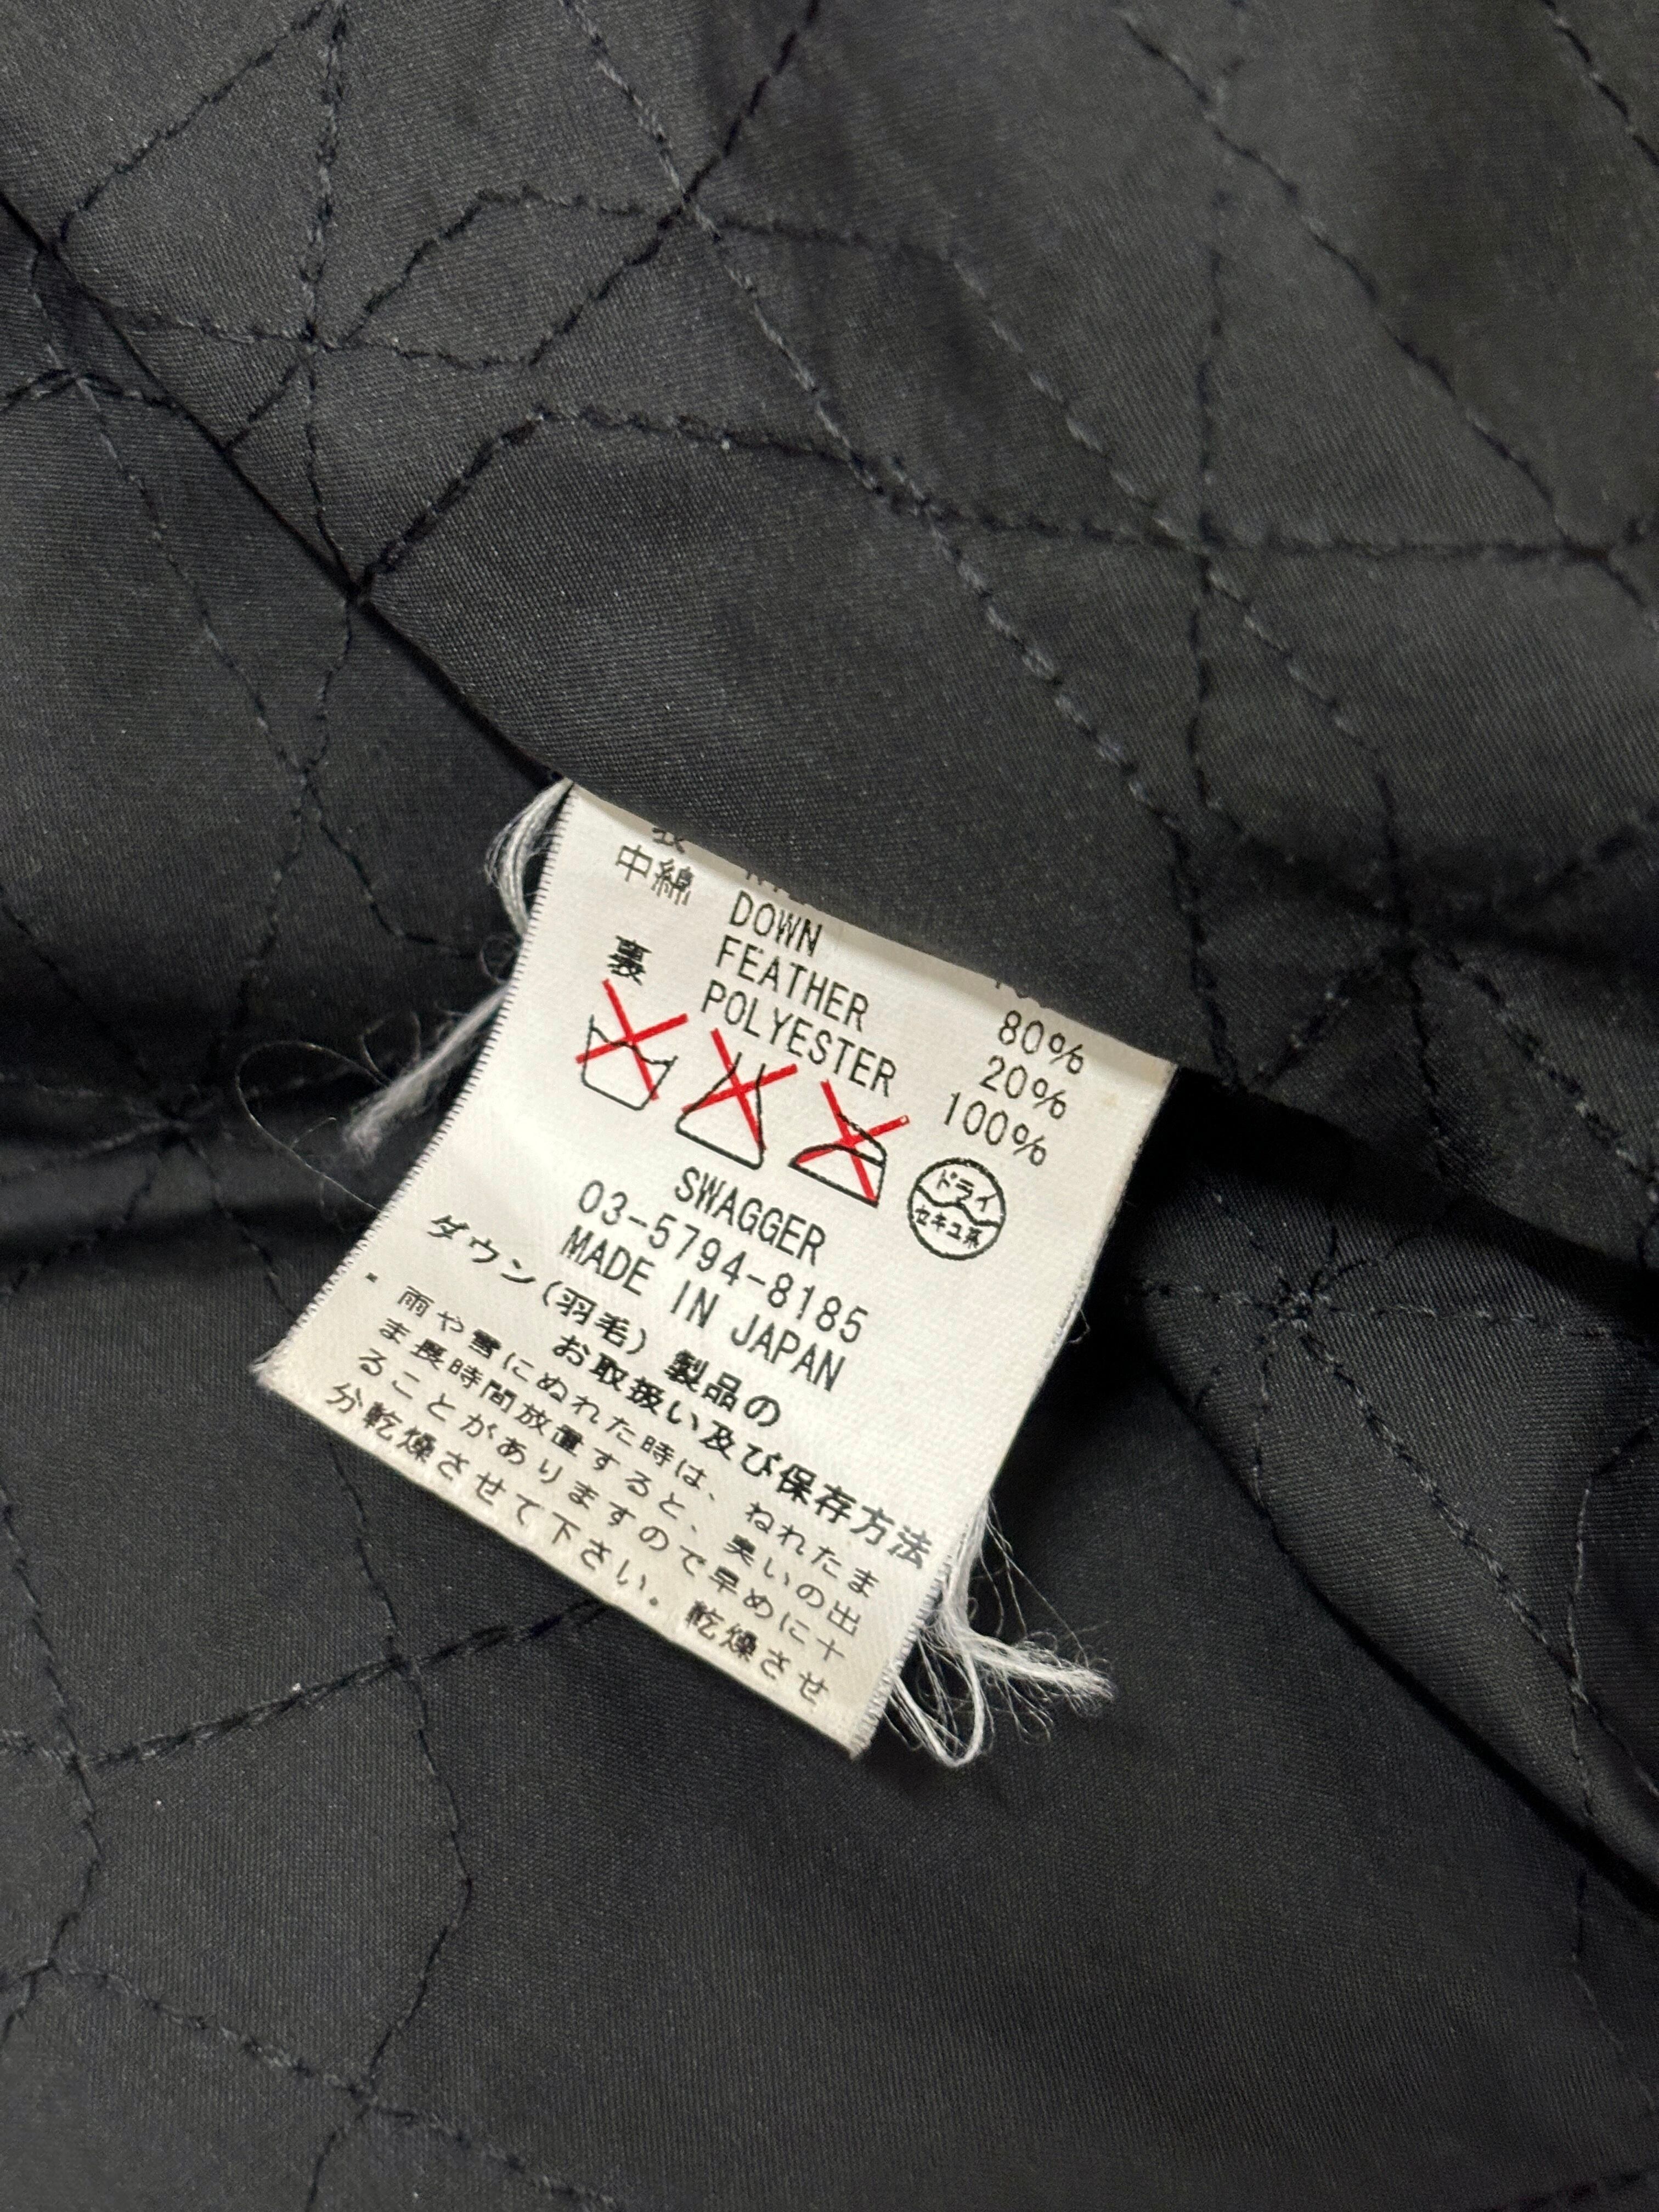 表
中綿 DOWN 80%
FEATHER 20%
裏 POLYESTER 100%
ドライ
セキユ系
SWAGGER
03-5794-8185
MADE IN JAPAN
ダウン(羽毛)製品の
お取扱い及び保存方法
・雨や雪にぬれた時は、ねれたま
ま長時間放置すると、臭いの出
ることがありますので早めに十
分乾燥させて下さい。乾燥させ